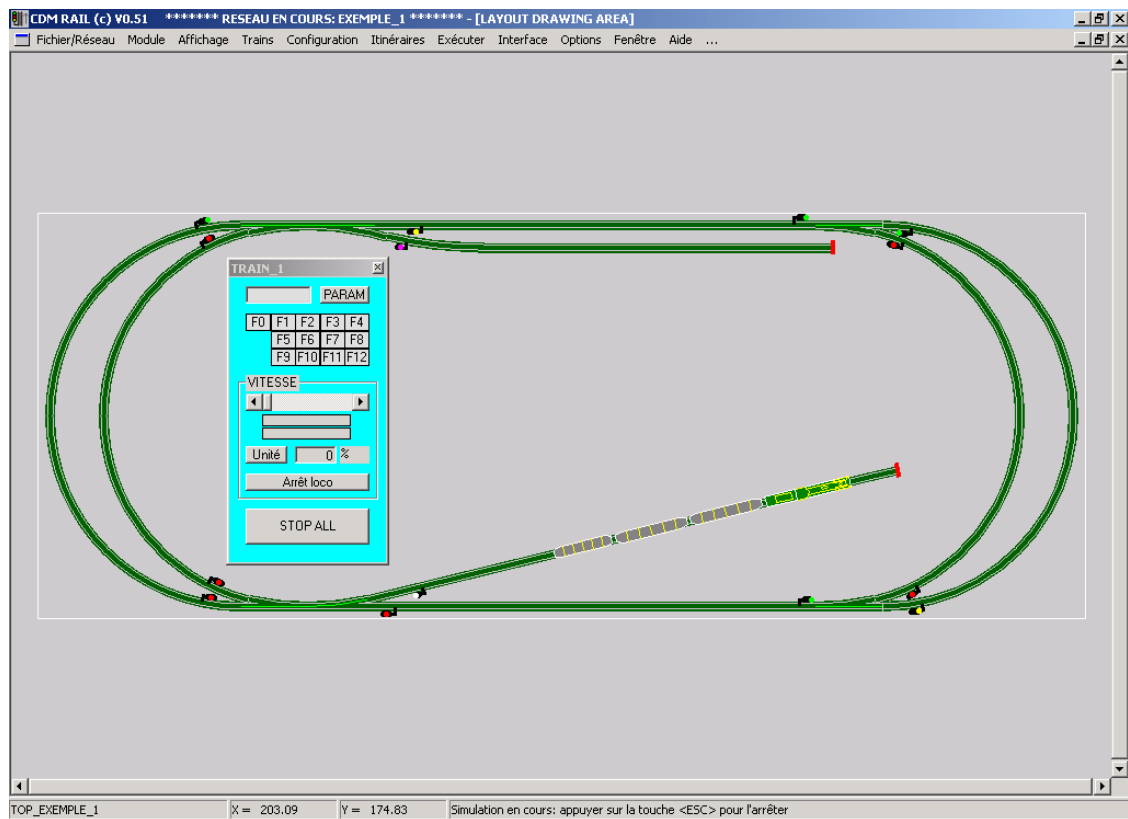 CDM RAIL (c) V0.51 ******* RESEAU EN COURS: EXEMPLE_1 ******* - [LAYOUT DRAWING AREA]
Fichier/Réseau Module Affichage Trains Configuration Itinéraires Exécuter Interface Options Fenêtre Aide ...
TRAIN_1
PARAM
F0 F1 F2 F3 F4
F5 F6 F7 F8
F9 F10 F11 F12
VITESSE
Unité 0 %
Arrêt loco
STOP ALL
TOP_EXEMPLE_1 X = 203.09 Y = 174.83 Simulation en cours: appuyer sur la touche <ESC> pour l'arrêter